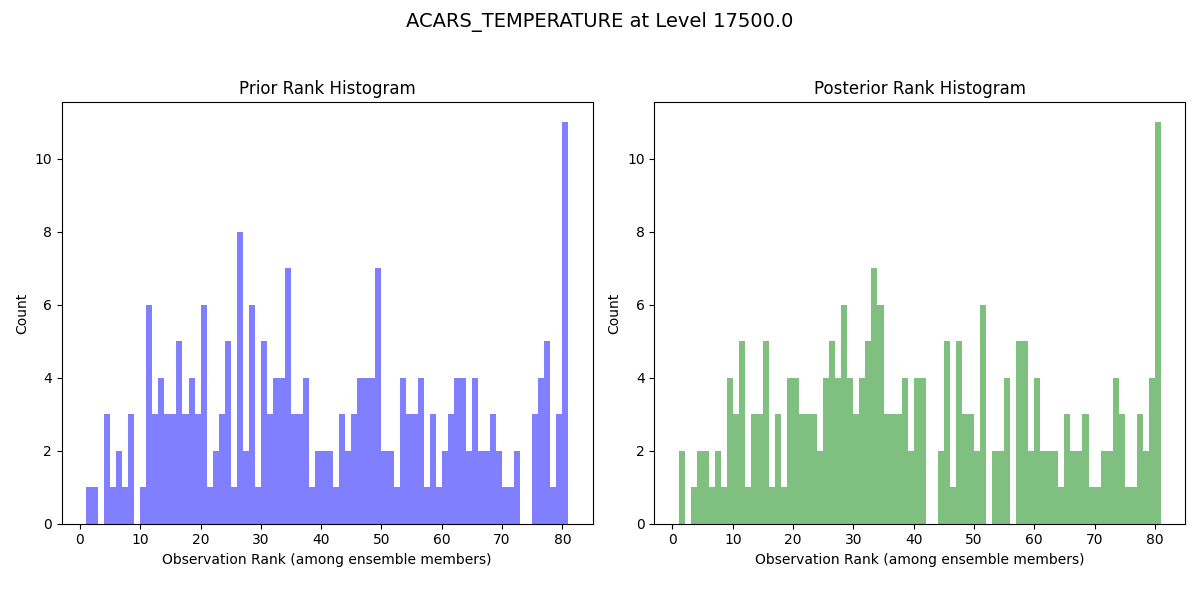 ACARS_TEMPERATURE at Level 17500.0
Prior Rank Histogram
Count
10
8
6
4
2
0
0 10 20 30 40 50 60 70 80
Observation Rank (among ensemble members)
Posterior Rank Histogram
Count
10
8
6
4
2
0
0 10 20 30 40 50 60 70 80
Observation Rank (among ensemble members)